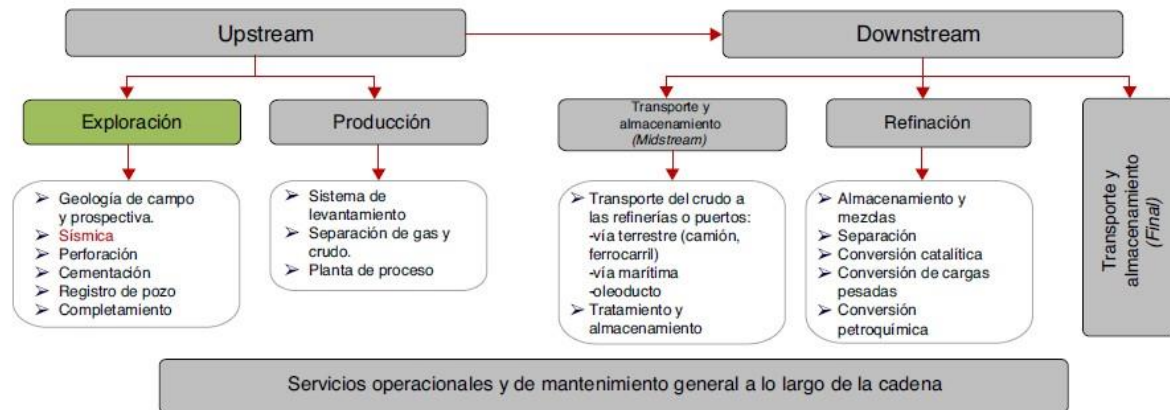 Upstream
Downstream
Exploración
Producción
Transporte y
almacenamiento
(Midstream)
Refinación
Transporte y
almacenamiento
(Final)
➢ Geología de campo
y prospectiva.
➢ Sísmica
➢ Perforación
➢ Cementación
➢ Registro de pozo
➢ Completamiento
➢ Sistema de
levantamiento
➢ Separación de gas y
crudo.
➢ Planta de proceso
➢ Transporte del crudo a
las refinerías o puertos:
-vía terrestre (camión,
ferrocarril)
-vía marítima
-oleoducto
➢ Tratamiento y
almacenamiento
➢ Almacenamiento y
mezclas
➢ Separación
➢ Conversión catalítica
➢ Conversión de cargas
pesadas
➢ Conversión
petroquímica
Servicios operacionales y de mantenimiento general a lo largo de la cadena